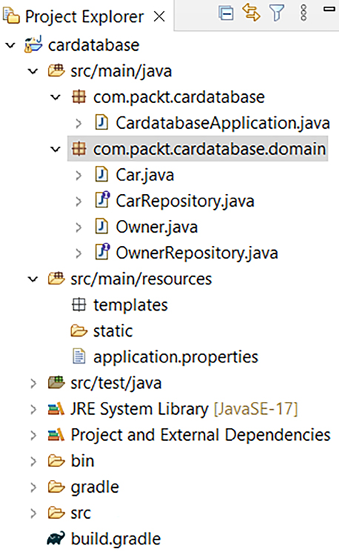 Project Explorer
cardatabase
src/main/java
com.packt.cardatabase
CardatabaseApplication.java
com.packt.cardatabase.domain
Car.java
CarRepository.java
Owner.java
OwnerRepository.java
src/main/resources
templates
static
application.properties
src/test/java
JRE System Library [JavaSE-17]
Project and External Dependencies
bin
gradle
src
build.gradle